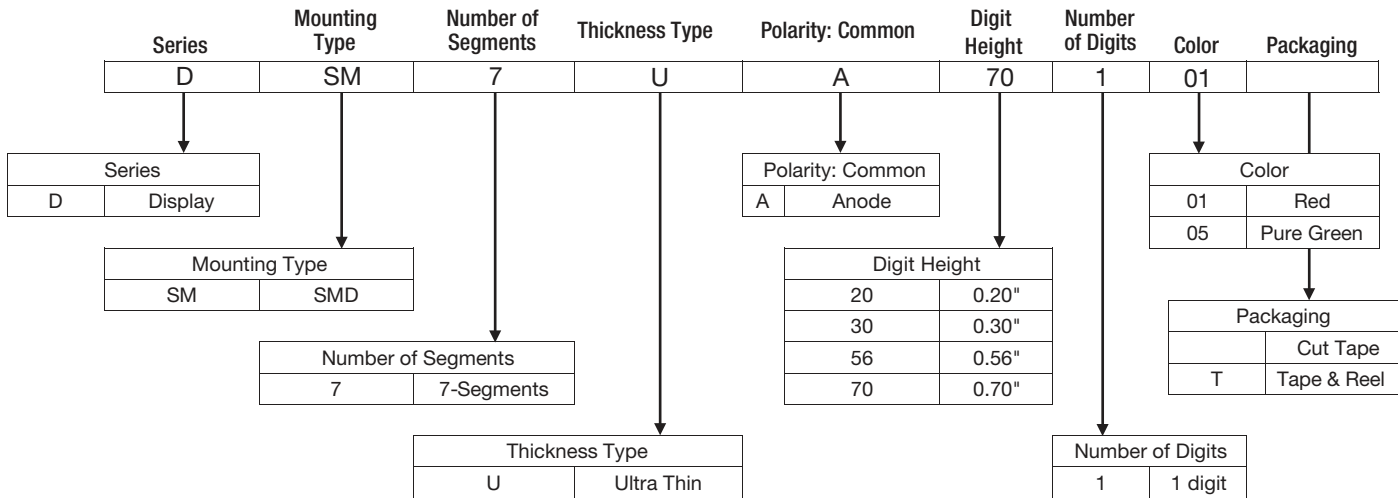 Series Mounting Type Number of Segments Thickness Type Polarity: Common Digit Height Number of Digits Color Packaging
D SM 7 U A 70 1 01
Series
D Display
Mounting Type
SM SMD
Number of Segments
7 7-Segments
Thickness Type
U Ultra Thin
Polarity: Common
A Anode
Digit Height
20 0.20"
30 0.30"
56 0.56"
70 0.70"
Number of Digits
1 1 digit
Color
01 Red
05 Pure Green
Packaging
Cut Tape
T Tape & Reel